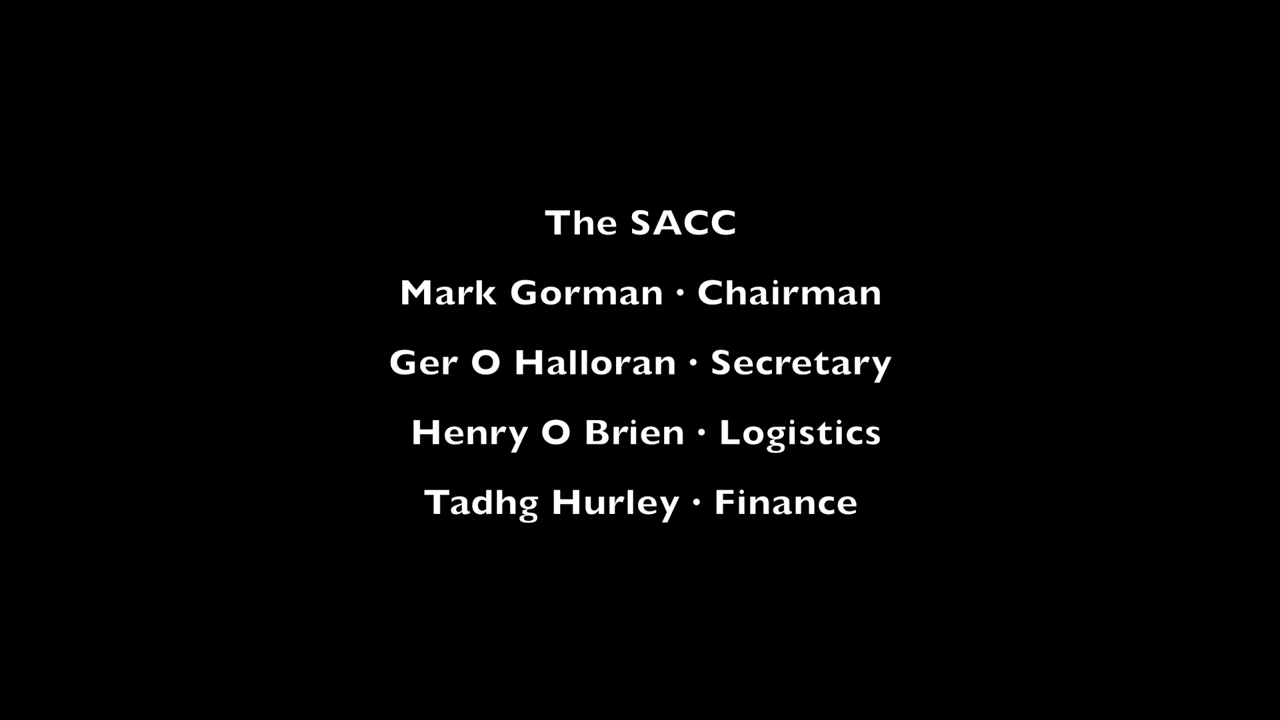 The SACC
Mark Gorman · Chairman
Ger O Halloran · Secretary
Henry O Brien · Logistics
Tadhg Hurley · Finance